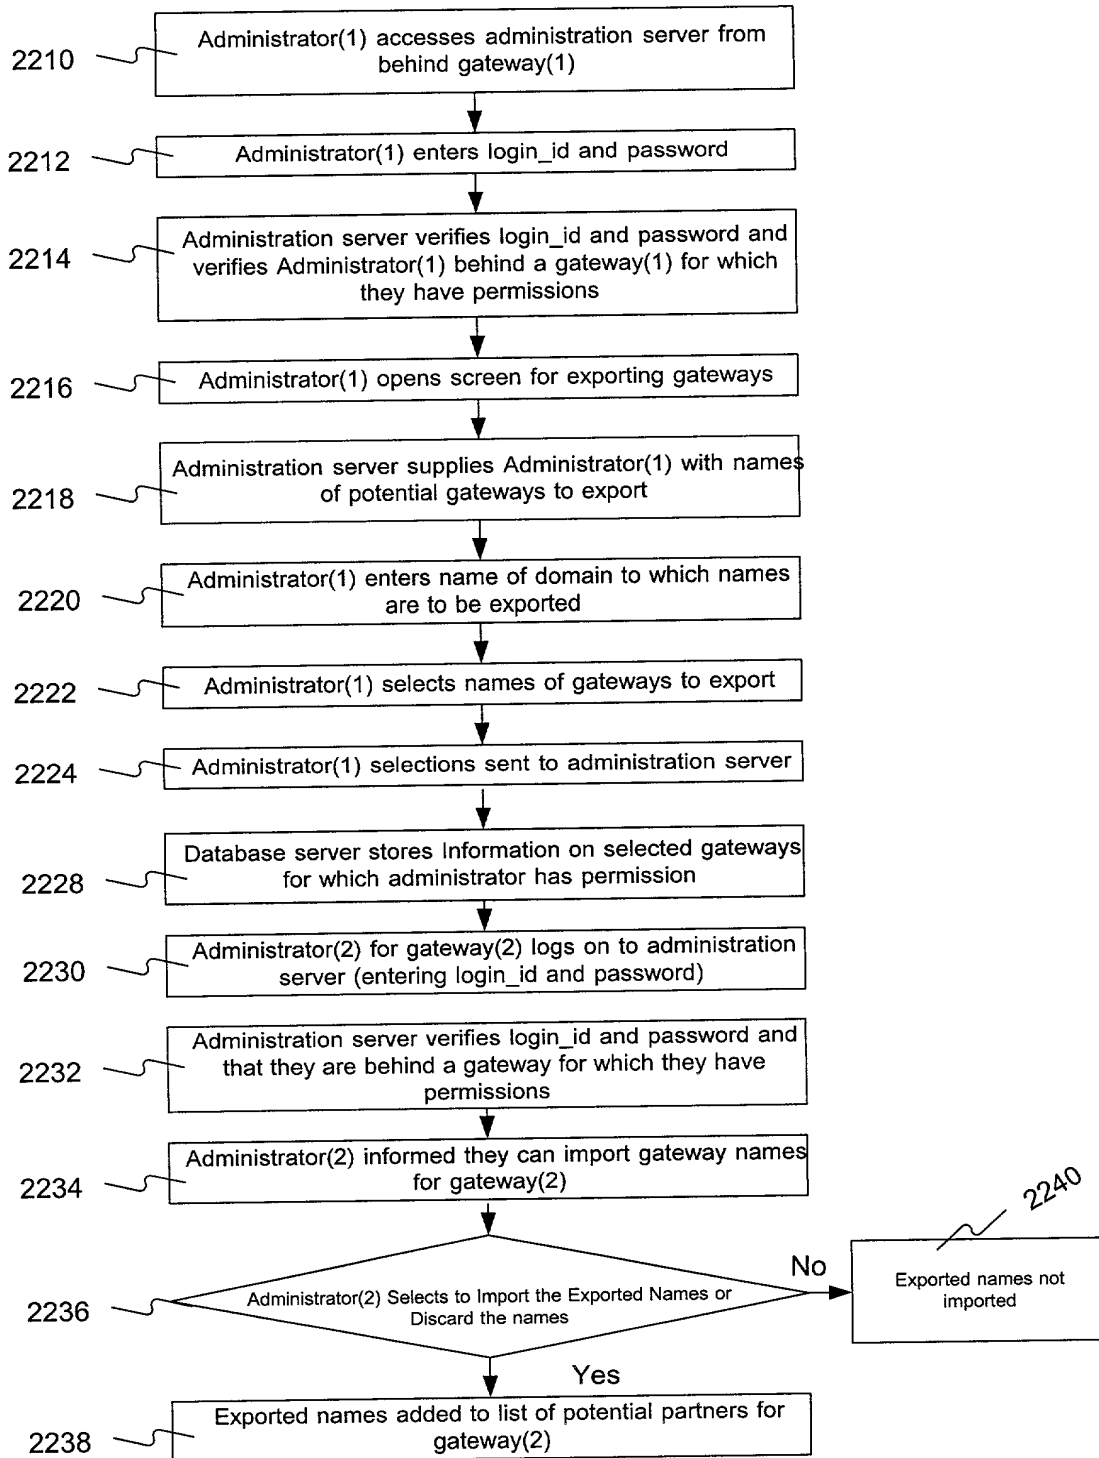 2210
Administrator(1) accesses administration server from
behind gateway(1)
2212
Administrator(1) enters login_id and password
2214
Administration server verifies login_id and password and
verifies Administrator(1) behind a gateway(1) for which
they have permissions
2216
Administrator(1) opens screen for exporting gateways
2218
Administration server supplies Administrator(1) with names
of potential gateways to export
2220
Administrator(1) enters name of domain to which names
are to be exported
2222
Administrator(1) selects names of gateways to export
2224
Administrator(1) selections sent to administration server
2228
Database server stores Information on selected gateways
for which administrator has permission
2230
Administrator(2) for gateway(2) logs on to administration
server (entering login_id and password)
2232
Administration server verifies login_id and password and
that they are behind a gateway for which they have
permissions
2234
Administrator(2) informed they can import gateway names
for gateway(2)
2236
Administrator(2) Selects to Import the Exported Names or
Discard the names
No
2240
Exported names not
imported
Yes
2238
Exported names added to list of potential partners for
gateway(2)